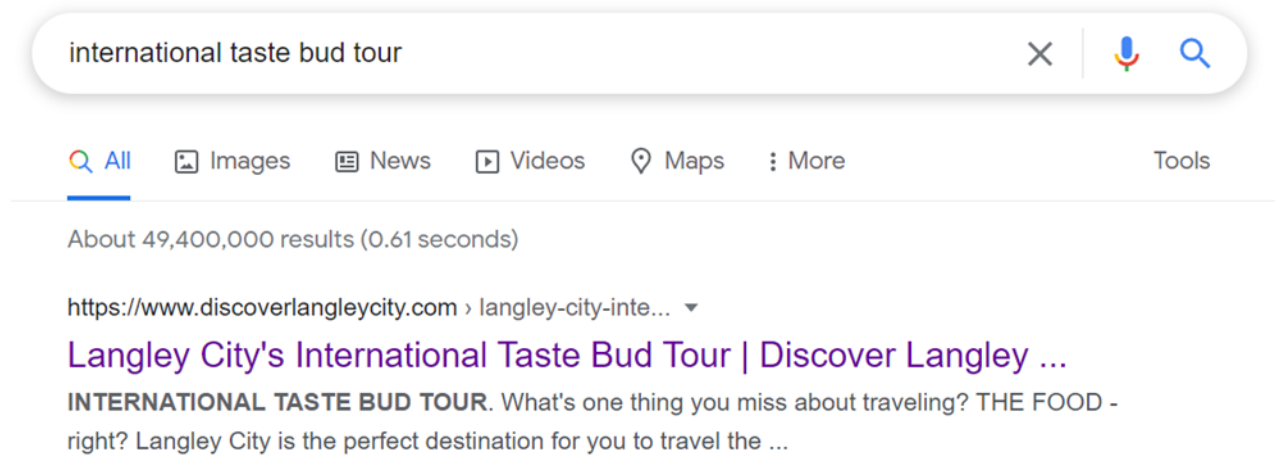 international taste bud tour
All Images News Videos Maps More Tools
About 49,400,000 results (0.61 seconds)
https://www.discoverlangleycity.com › langley-city-inte...
Langley City's International Taste Bud Tour | Discover Langley ...
INTERNATIONAL TASTE BUD TOUR. What's one thing you miss about traveling? THE FOOD -
right? Langley City is the perfect destination for you to travel the ...